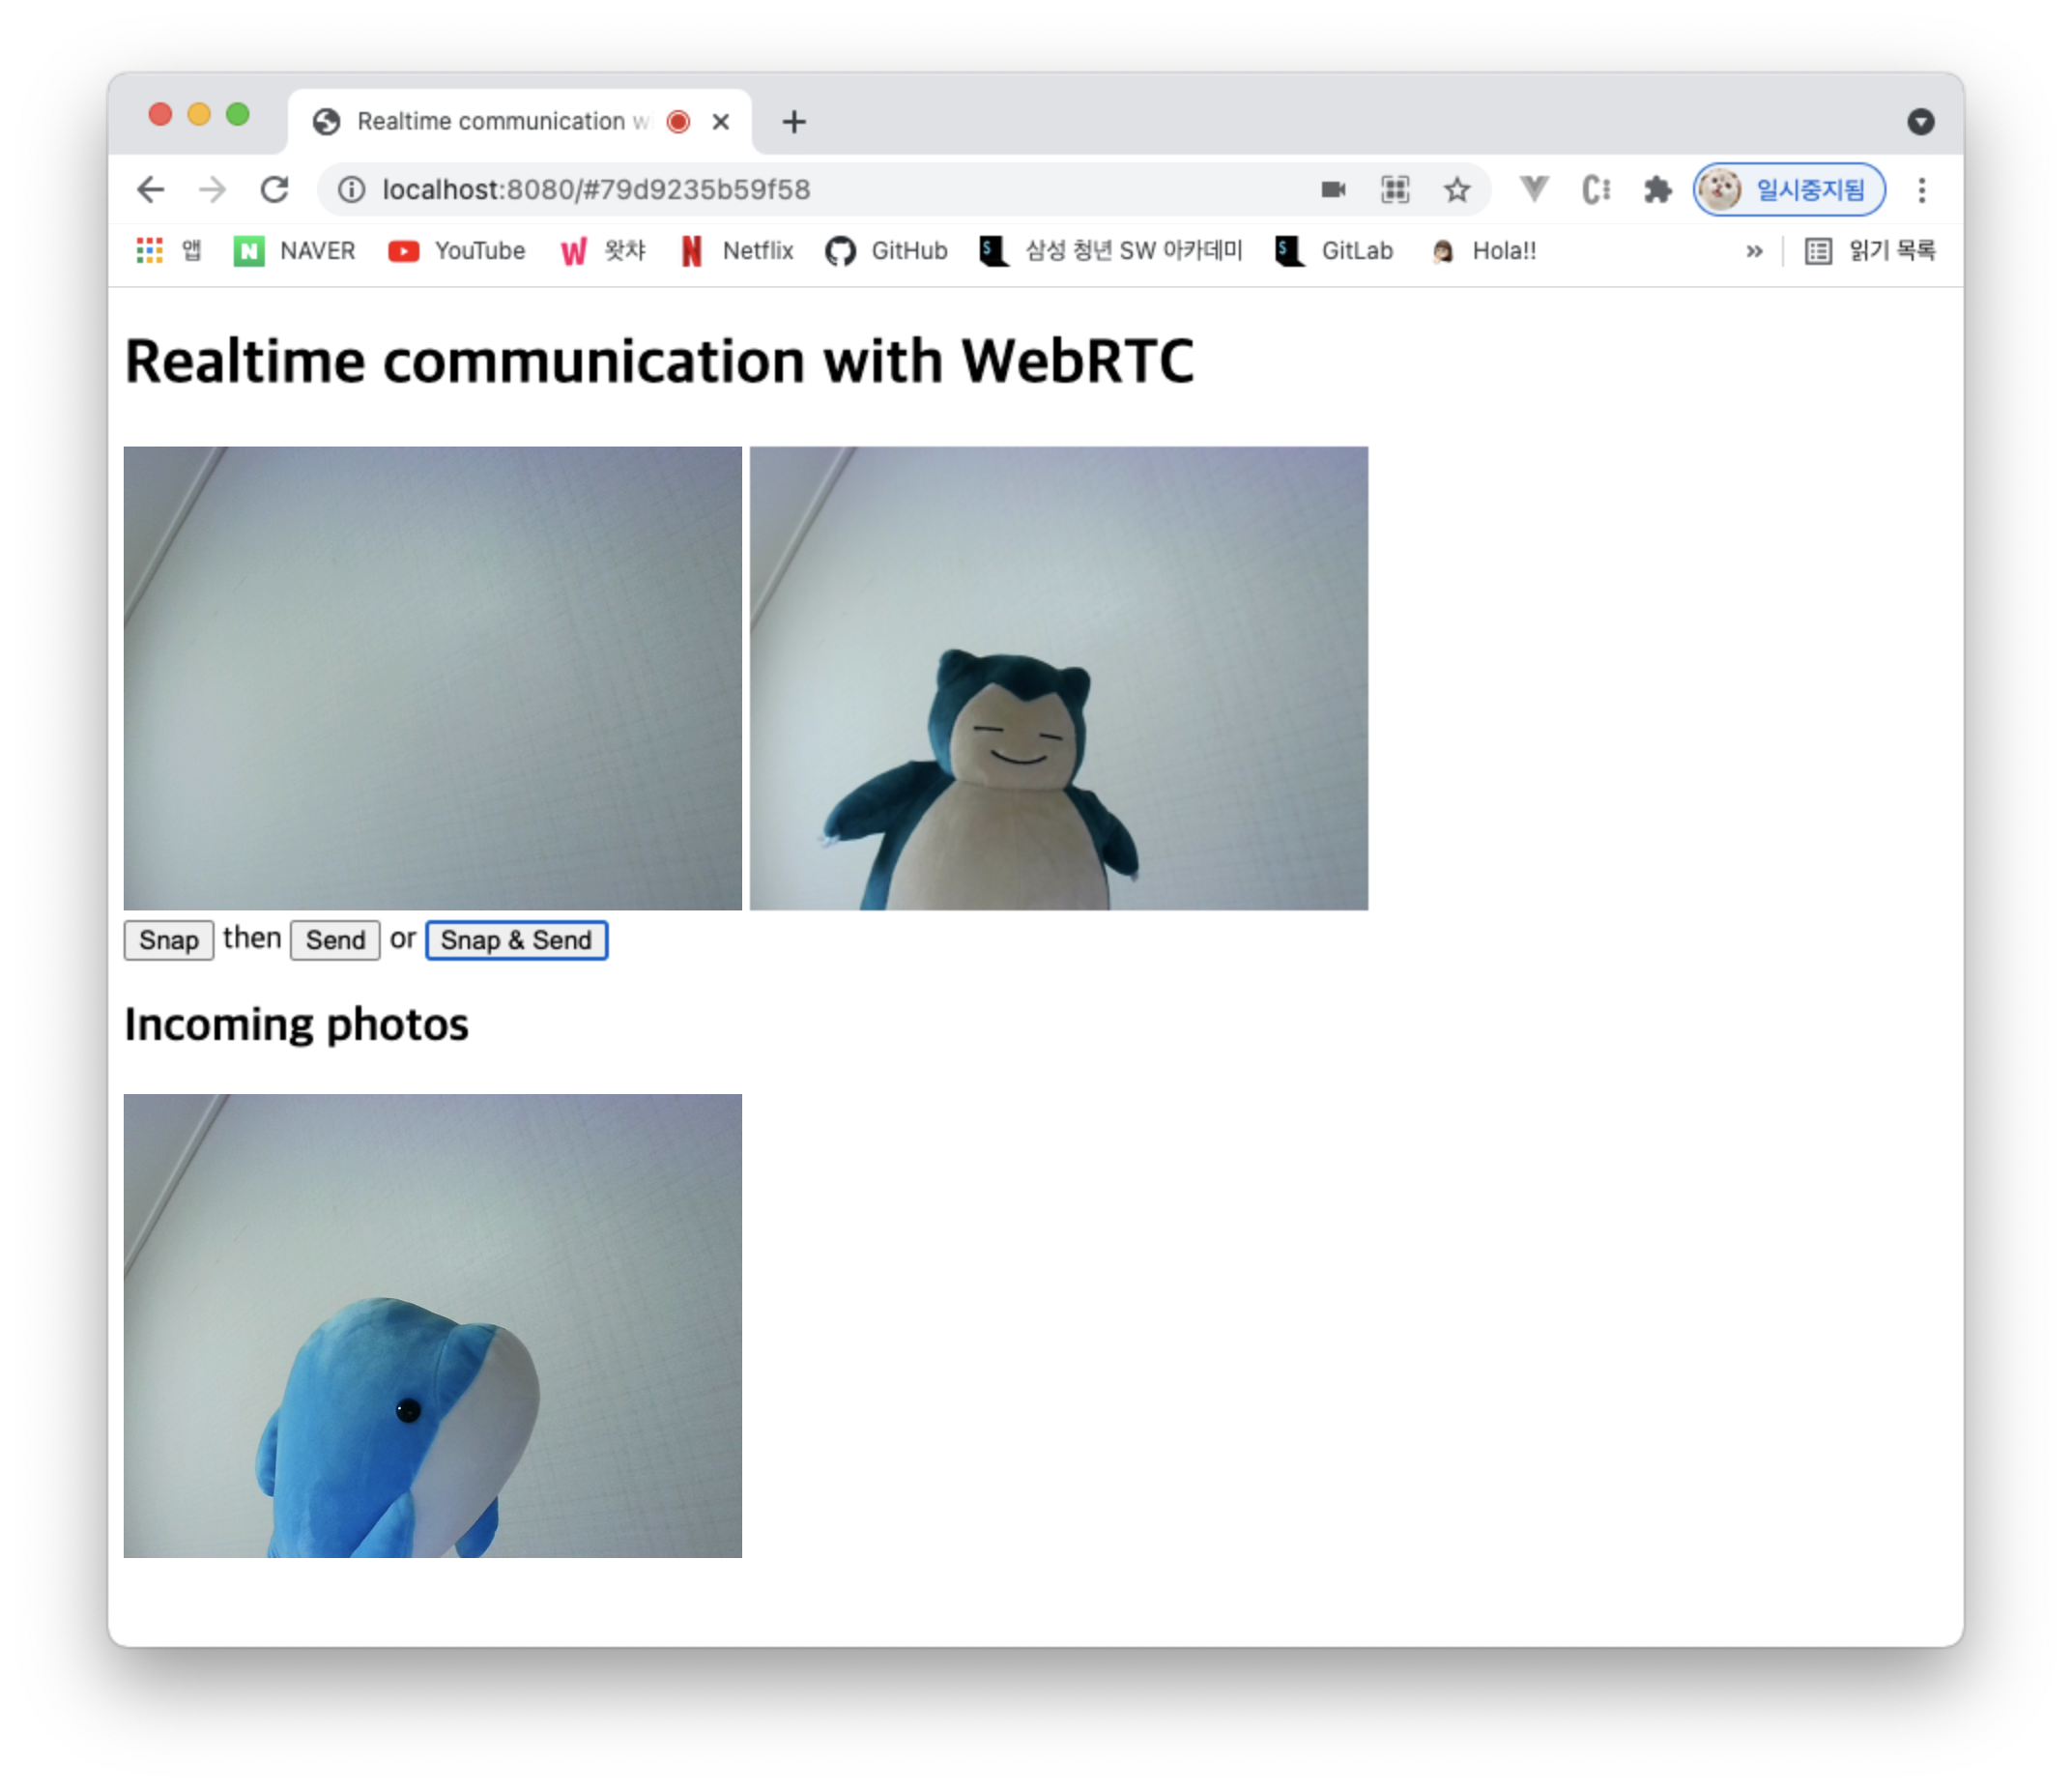 Realtime communication w
localhost:8080/#79d9235b59f58
일시중지됨
앱 NAVER YouTube 왓챠 Netflix GitHub 삼성 청년 SW 아카데미 GitLab Hola!! » 읽기 목록
Realtime communication with WebRTC
Snap then Send or Snap & Send
Incoming photos